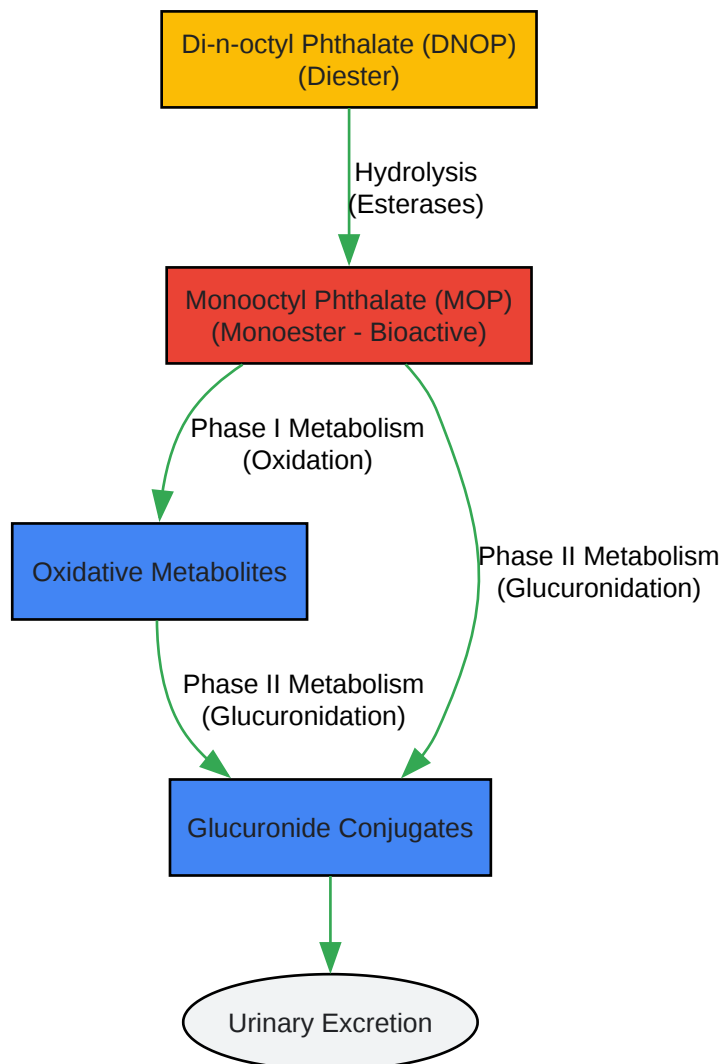 Di-n-octyl Phthalate (DNOP)
(Diester)
Hydrolysis
(Esterases)
Monooctyl Phthalate (MOP)
(Monoester - Bioactive)
Phase I Metabolism
(Oxidation)
Oxidative Metabolites
Phase II Metabolism
(Glucuronidation)
Phase II Metabolism
(Glucuronidation)
Glucuronide Conjugates
Urinary Excretion